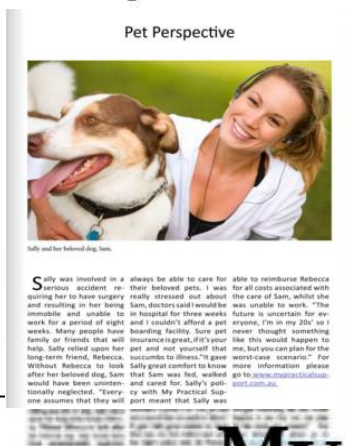 Pet Perspective
Sally and her beloved dog, Sam.
Sally was involved in a
serious accident re-
quiring her to have surgery
and resulting in her being
immobile and unable to
work for a period of eight
weeks. Many people have
family or friends that will
help. Sally relied upon her
long-term friend, Rebecca.
Without Rebecca to look
after her beloved dog, Sam
would have been uninten-
tionally neglected. "Every-
one assumes that they will
always be able to care for
their beloved pets. I was
really stressed out about
Sam, doctors said I would be
in hospital for three weeks
and I couldn't afford a pet
boarding facility. Sure pet
insurance is great, if it's your
pet and not yourself that
succumbs to illness."It gave
Sally great comfort to know
that Sam was fed, walked
and cared for. Sally's poli-
cy with My Practical Sup-
port meant that Sally was
able to reimburse Rebecca
for all costs associated with
the care of Sam, whilst she
was unable to work. "The
future is uncertain for ev-
eryone, I'm in my 20s' so I
never thought something
like this would happen to
me, but you can plan for the
worst-case scenario." For
more information please
go to www.mypracticalsup-
port.com.au